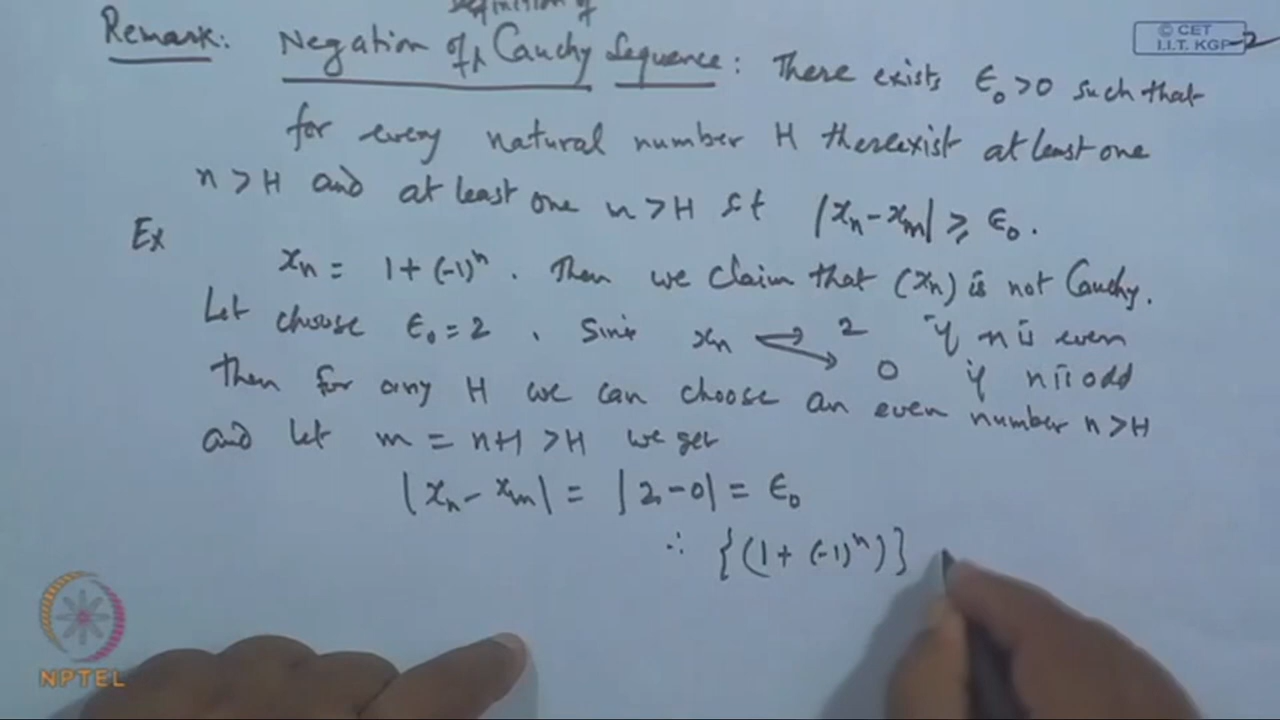 Definition of
© CET
I.I.T. KGP
-2
Remark: Negation of Cauchy Sequence: There exists ϵ₀>0 such that
for every natural number H there exist at least one
n>H and at least one m>H s.t |xₙ-xₘ| ≥ ϵ₀.
Ex
xₙ = 1+(-1)ⁿ. Then we claim that (xₙ) is not Cauchy.
Let choose ϵ₀=2. Since xₙ → 2 if n is even
→ 0 if n is odd
Then for any H we can choose an even number n>H
and let m = n+1 >H we get
|xₙ-xₘ| = |2-0| = ϵ₀
∴ {(1+(-1)ⁿ)}
NPTEL